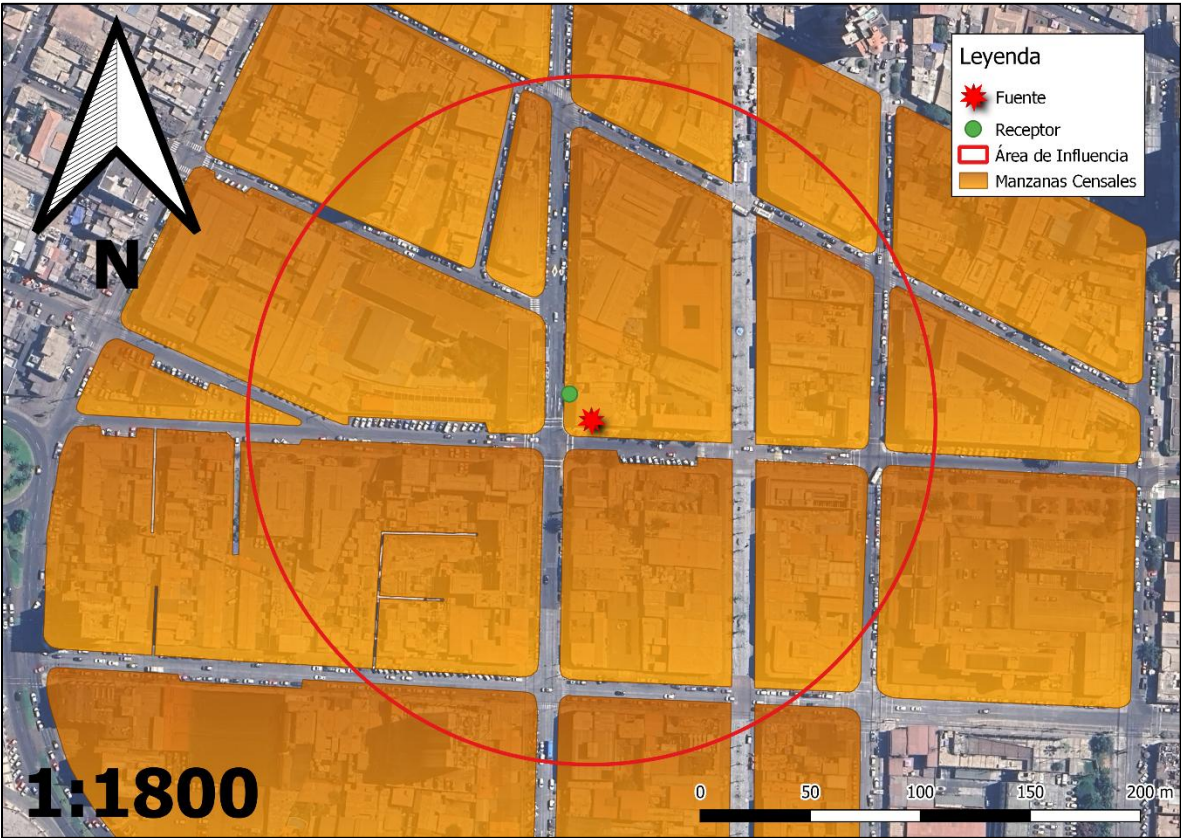 Leyenda
Fuente
Receptor
Área de Influencia
Manzanas Censales
N
1:1800
0 50 100 150 200 m